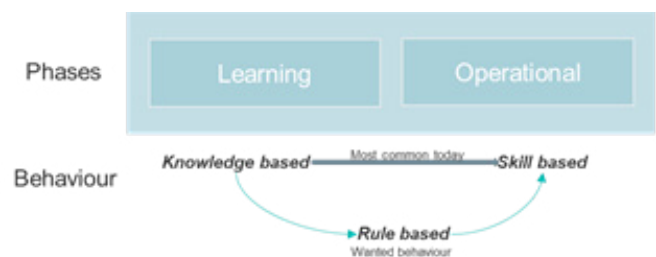 Phases
Learning
Operational
Behaviour
Knowledge based
Most common today
Skill based
Rule based
Wanted behaviour